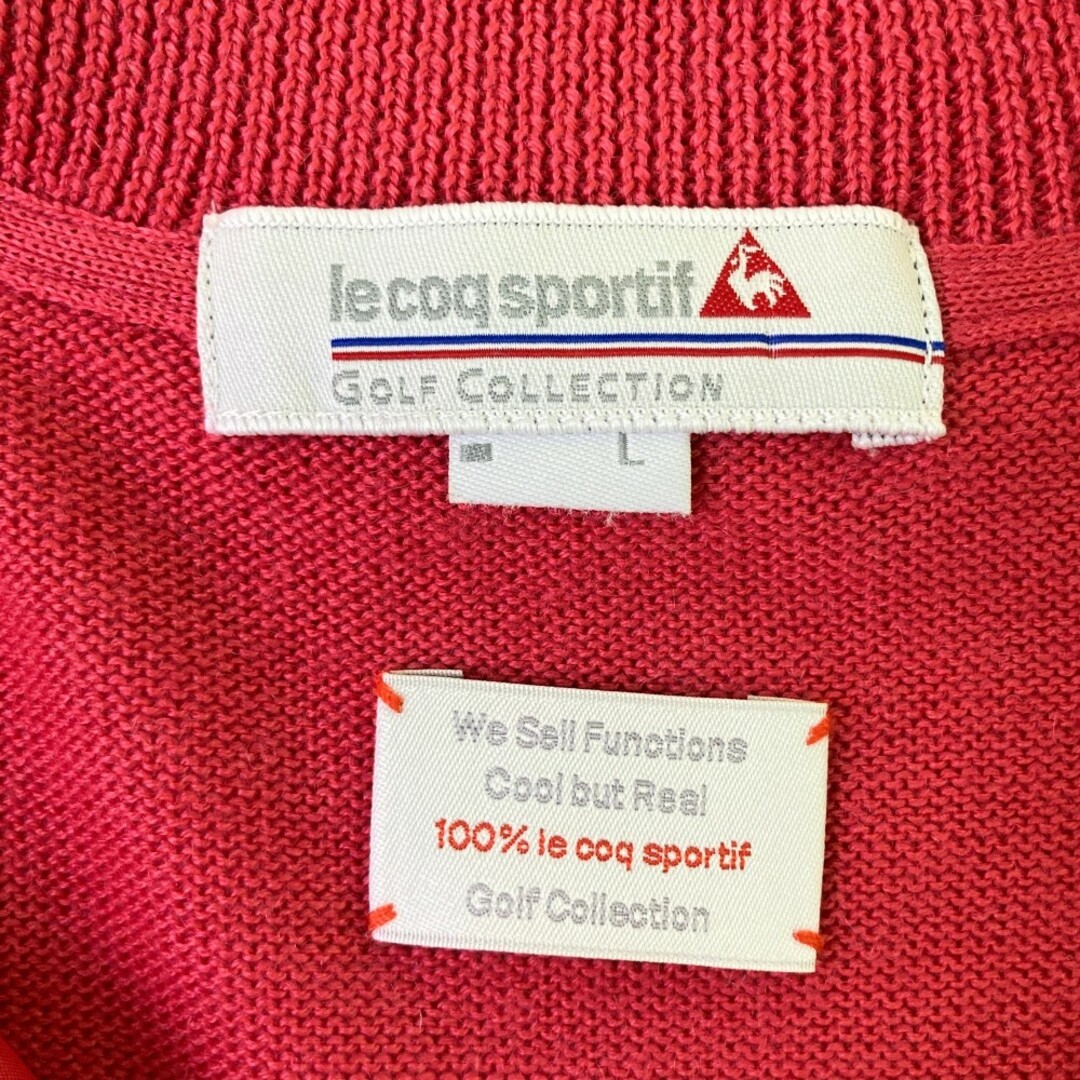 le coq sportif
GOLF COLLECTION
L
We Sell Functions
Cool but Real
100% le coq sportif
Golf Collection